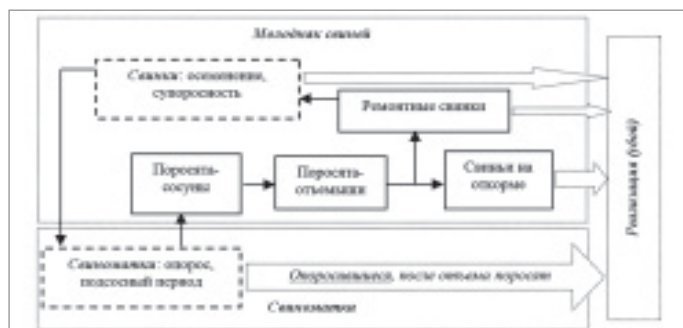 Молодняк свиней
Свинки: осеменение,
супоросность
Ремонтные свинки
Поросята-
сосуны
Поросята-
отъемыши
Свиньи на
откорме
Реализация (убой)
Свиноматки: опорос,
подсосный период
Опоросившиеся, после отъема поросят
Свиноматки